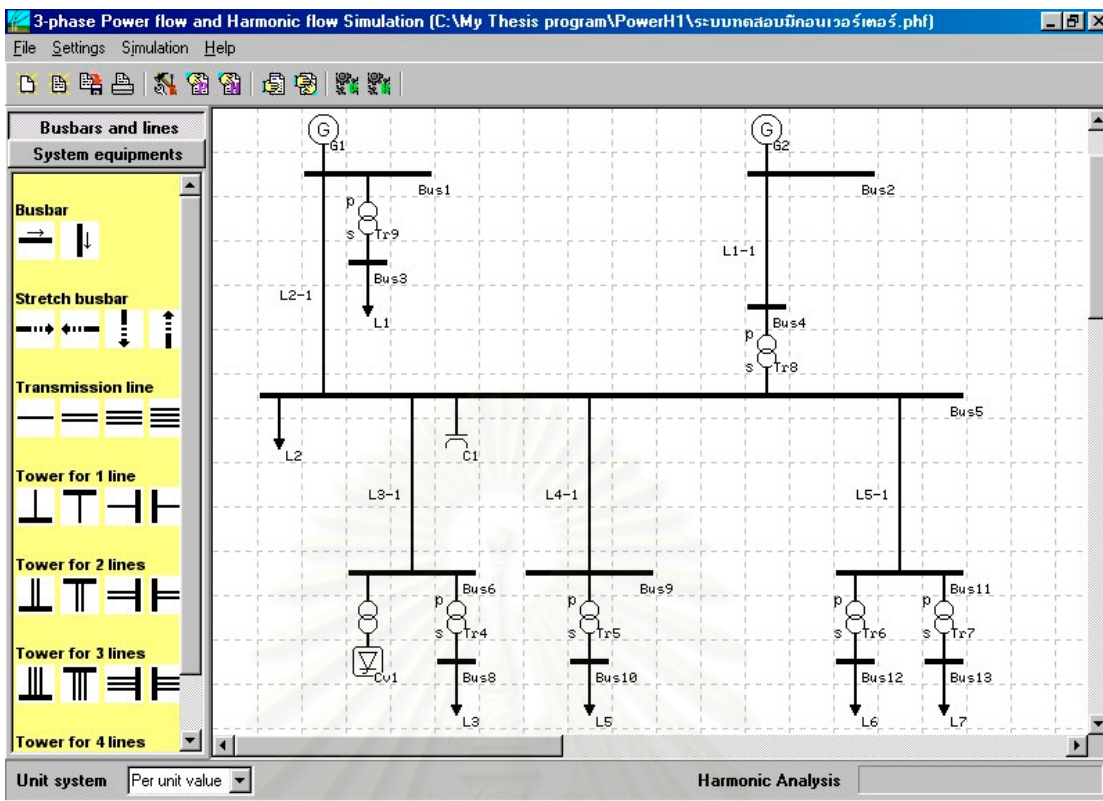 3-phase Power flow and Harmonic flow Simulation (C:\My Thesis program\PowerH1\ระบบทดสอบมีคอนเวอร์เตอร์.phf)
File Settings Simulation Help
Busbars and lines
System equipments
Busbar
Stretch busbar
Transmission line
Tower for 1 line
Tower for 2 lines
Tower for 3 lines
Tower for 4 lines
G
G1
G
G2
Bus1
Bus2
p
s
Tr9
L1-1
Bus3
L2-1
L1
Bus4
p
s
Tr8
Bus5
L2
C1
L3-1
L4-1
L5-1
Bus6
Bus9
Bus11
p
s
Tr4
p
s
Tr5
p
s
Tr6
p
s
Tr7
Cv1
Bus8
Bus10
Bus12
Bus13
L3
L5
L6
L7
Unit system
Per unit value
Harmonic Analysis